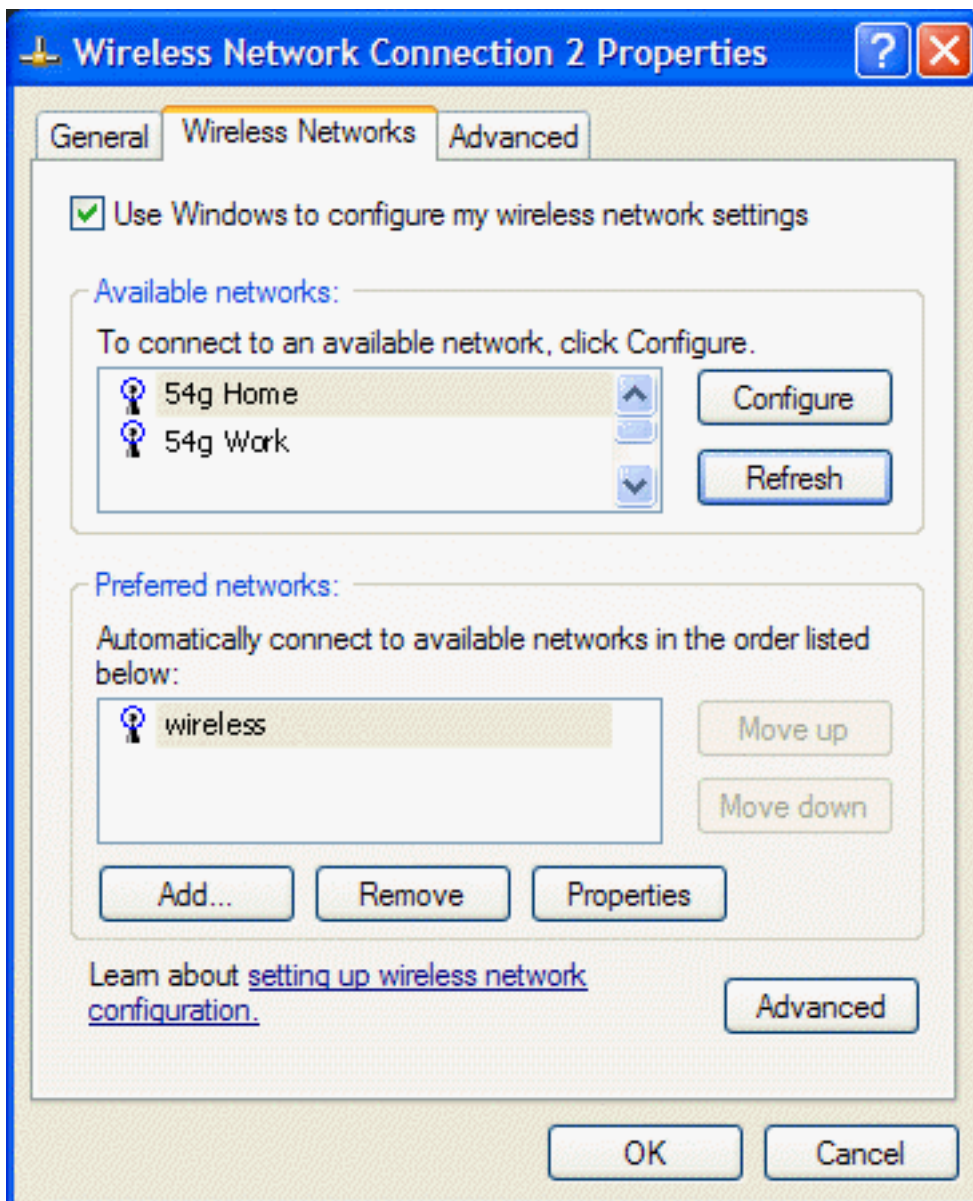 Wireless Network Connection 2 Properties
General
Wireless Networks
Advanced
Use Windows to configure my wireless network settings
Available networks:
To connect to an available network, click Configure.
54g Home
54g Work
Configure
Refresh
Preferred networks:
Automatically connect to available networks in the order listed
below:
wireless
Move up
Move down
Add...
Remove
Properties
Learn about setting up wireless network
configuration.
Advanced
OK
Cancel